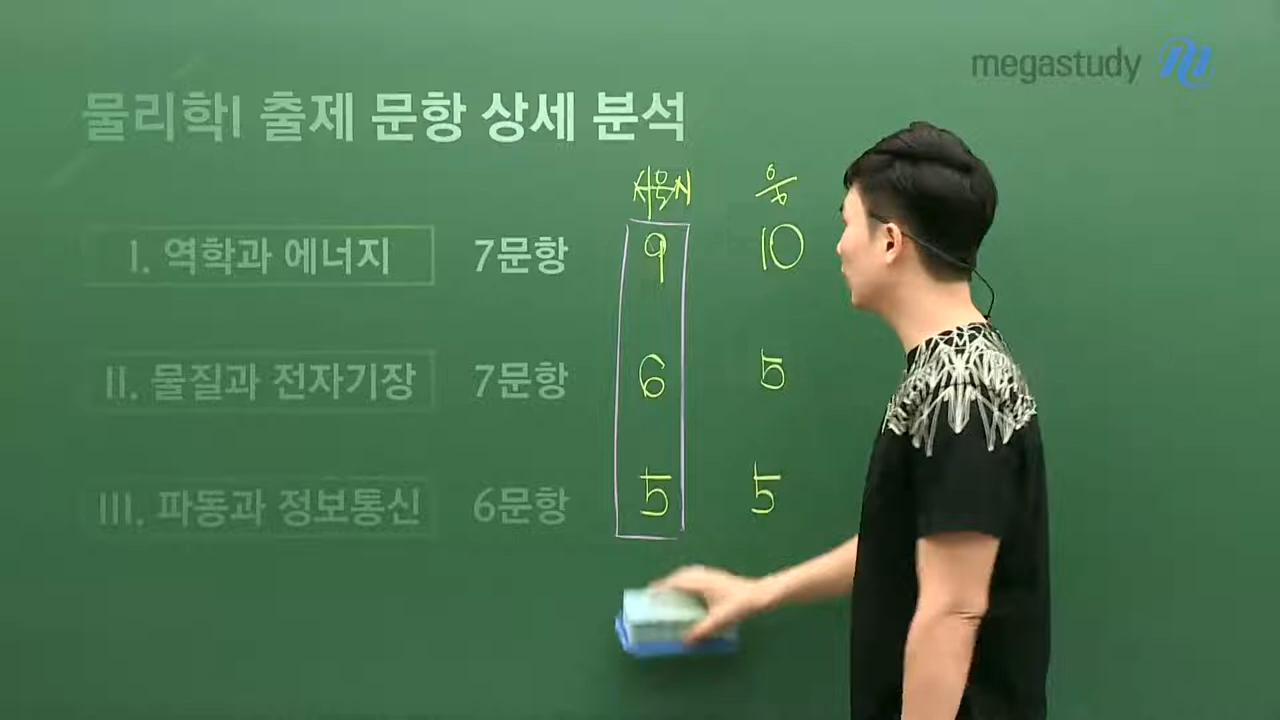 megastudy
물리학I 출제 문항 상세 분석
%
I. 역학과 에너지 7문항 9 10
II. 물질과 전자기장 7문항 6 5
III. 파동과 정보통신 6문항 5 5